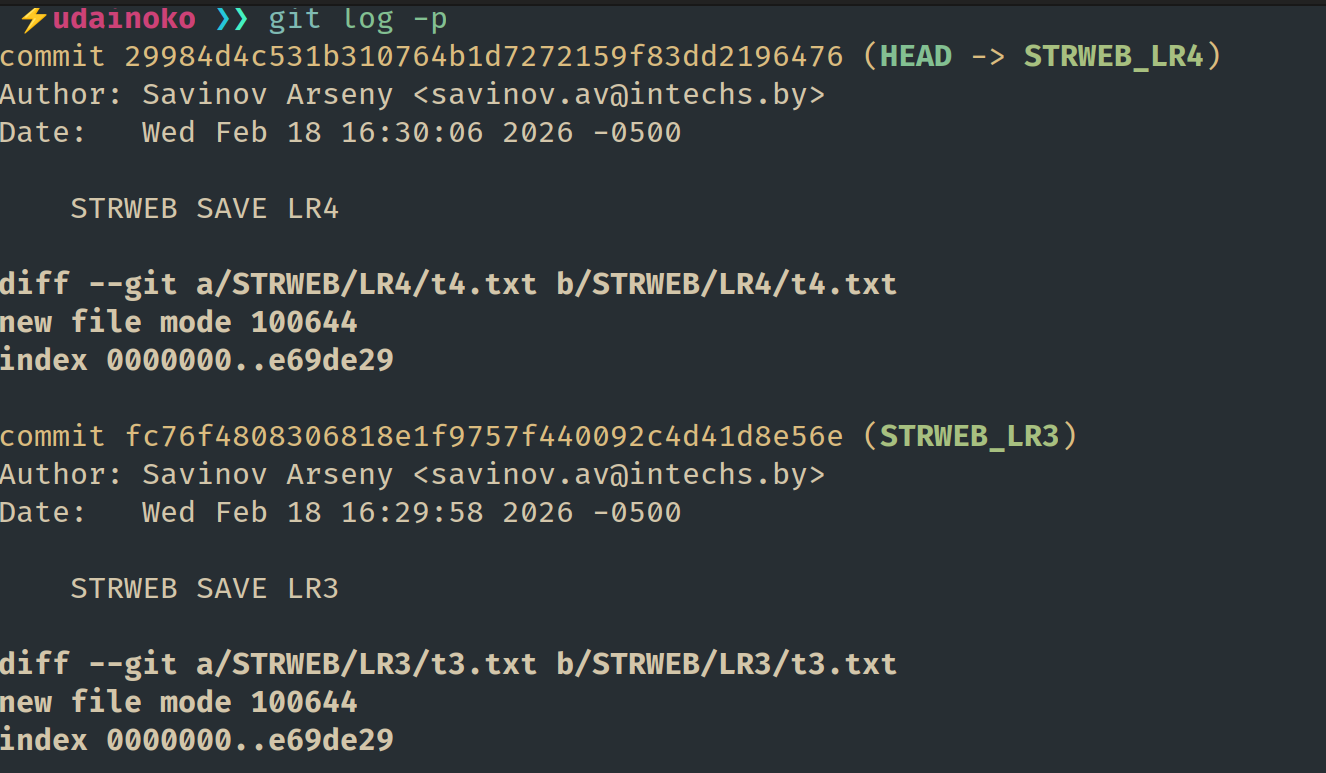 ⚡udainoko ❯❯ git log -p
commit 29984d4c531b310764b1d7272159f83dd2196476 (HEAD -> STRWEB_LR4)
Author: Savinov Arseny <savinov.av@intechs.by>
Date:   Wed Feb 18 16:30:06 2026 -0500
STRWEB SAVE LR4
diff --git a/STRWEB/LR4/t4.txt b/STRWEB/LR4/t4.txt
new file mode 100644
index 0000000..e69de29
commit fc76f4808306818e1f9757f440092c4d41d8e56e (STRWEB_LR3)
Author: Savinov Arseny <savinov.av@intechs.by>
Date:   Wed Feb 18 16:29:58 2026 -0500
STRWEB SAVE LR3
diff --git a/STRWEB/LR3/t3.txt b/STRWEB/LR3/t3.txt
new file mode 100644
index 0000000..e69de29